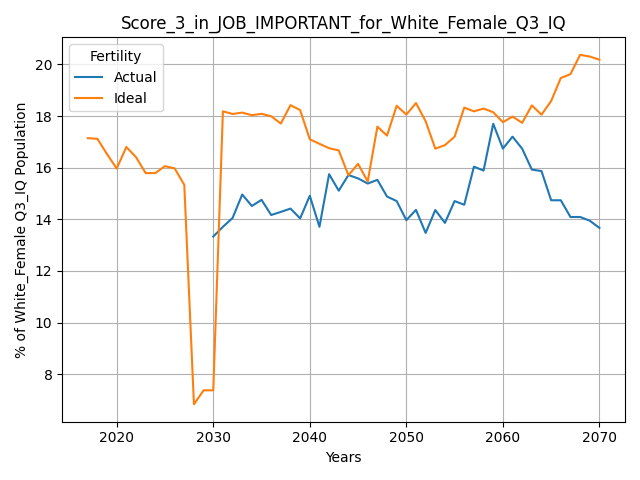 Score_3_in_JOB_IMPORTANT_for_White_Female_Q3_IQ
Fertility
Actual
Ideal
% of White_Female Q3_IQ Population
20
18
16
14
12
10
8
2020 2030 2040 2050 2060 2070
Years